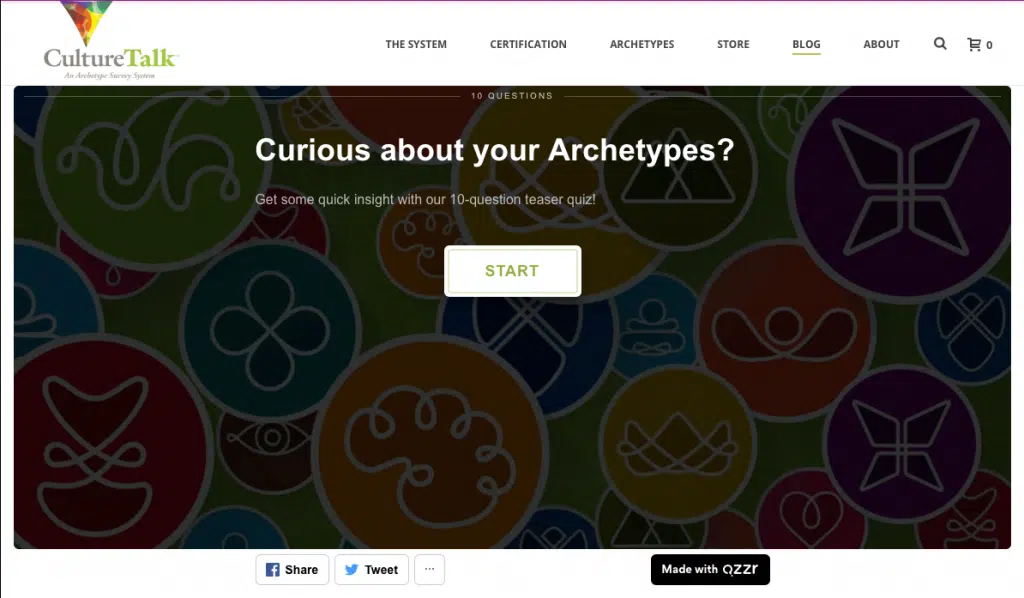 CultureTalk
An Archetype Survey System
THE SYSTEM
CERTIFICATION
ARCHETYPES
STORE
BLOG
ABOUT
0
10 QUESTIONS
Curious about your Archetypes?
Get some quick insight with our 10-question teaser quiz!
START
Share
Tweet
...
Made with Qzzr